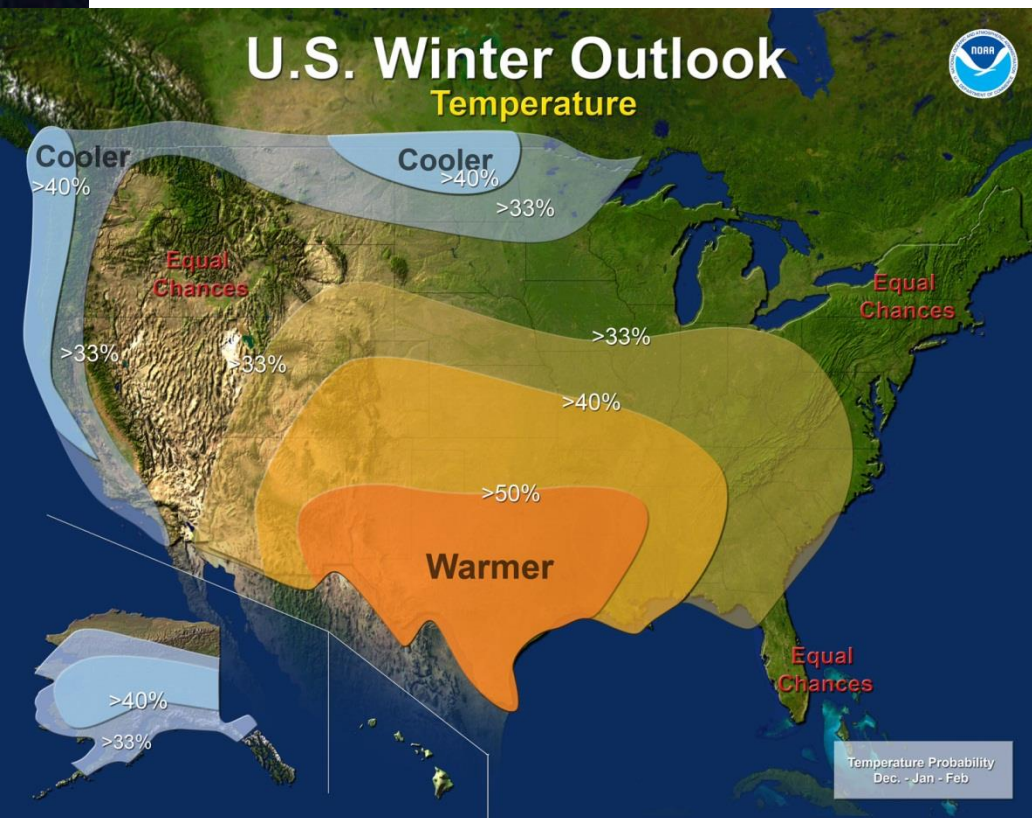 U.S. Winter Outlook
Temperature
NOAA
Cooler
>40%
Cooler
>40%
>33%
Equal
Chances
Equal
Chances
>33%
>33%
>33%
>40%
>50%
Warmer
Equal
Chances
>40%
>33%
Temperature Probability
Dec. - Jan - Feb